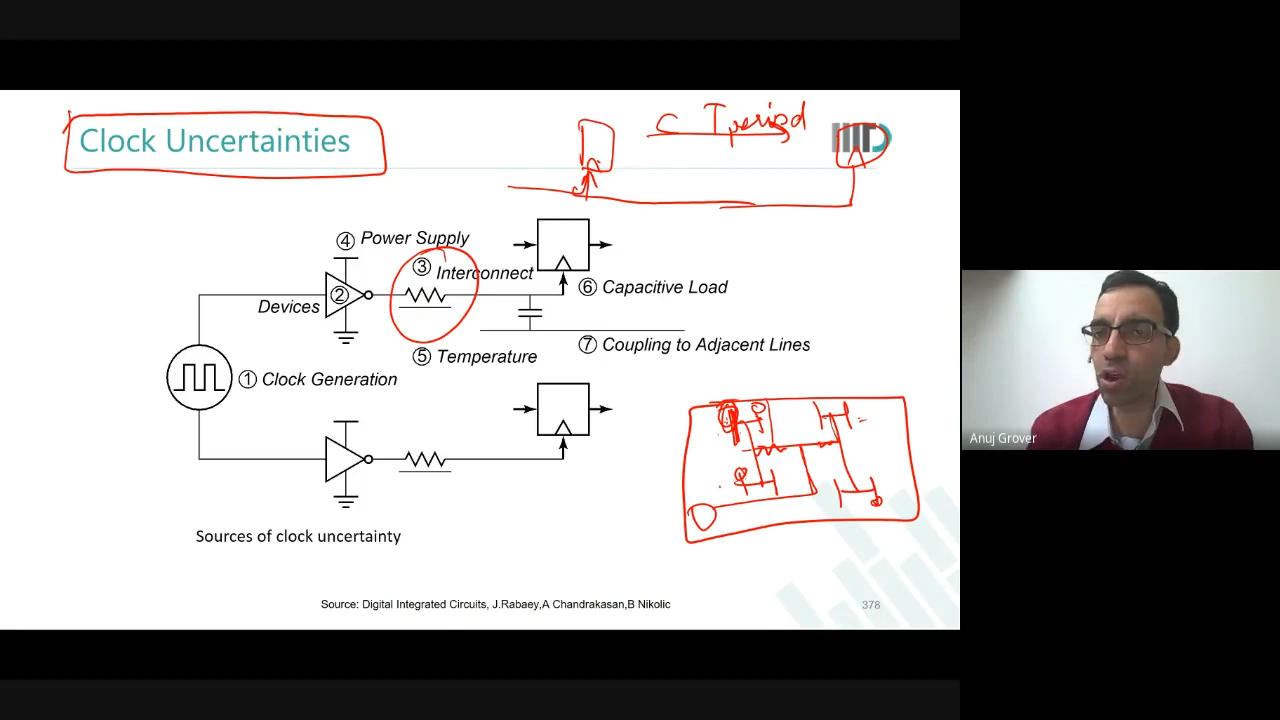 Clock Uncertainties
C Tperiod
④ Power Supply
③ Interconnect
Devices ②
⑥ Capacitive Load
⑤ Temperature
⑦ Coupling to Adjacent Lines
① Clock Generation
Anuj Grover
Sources of clock uncertainty
Source: Digital Integrated Circuits, J.Rabaey,A Chandrakasan,B Nikolic
378